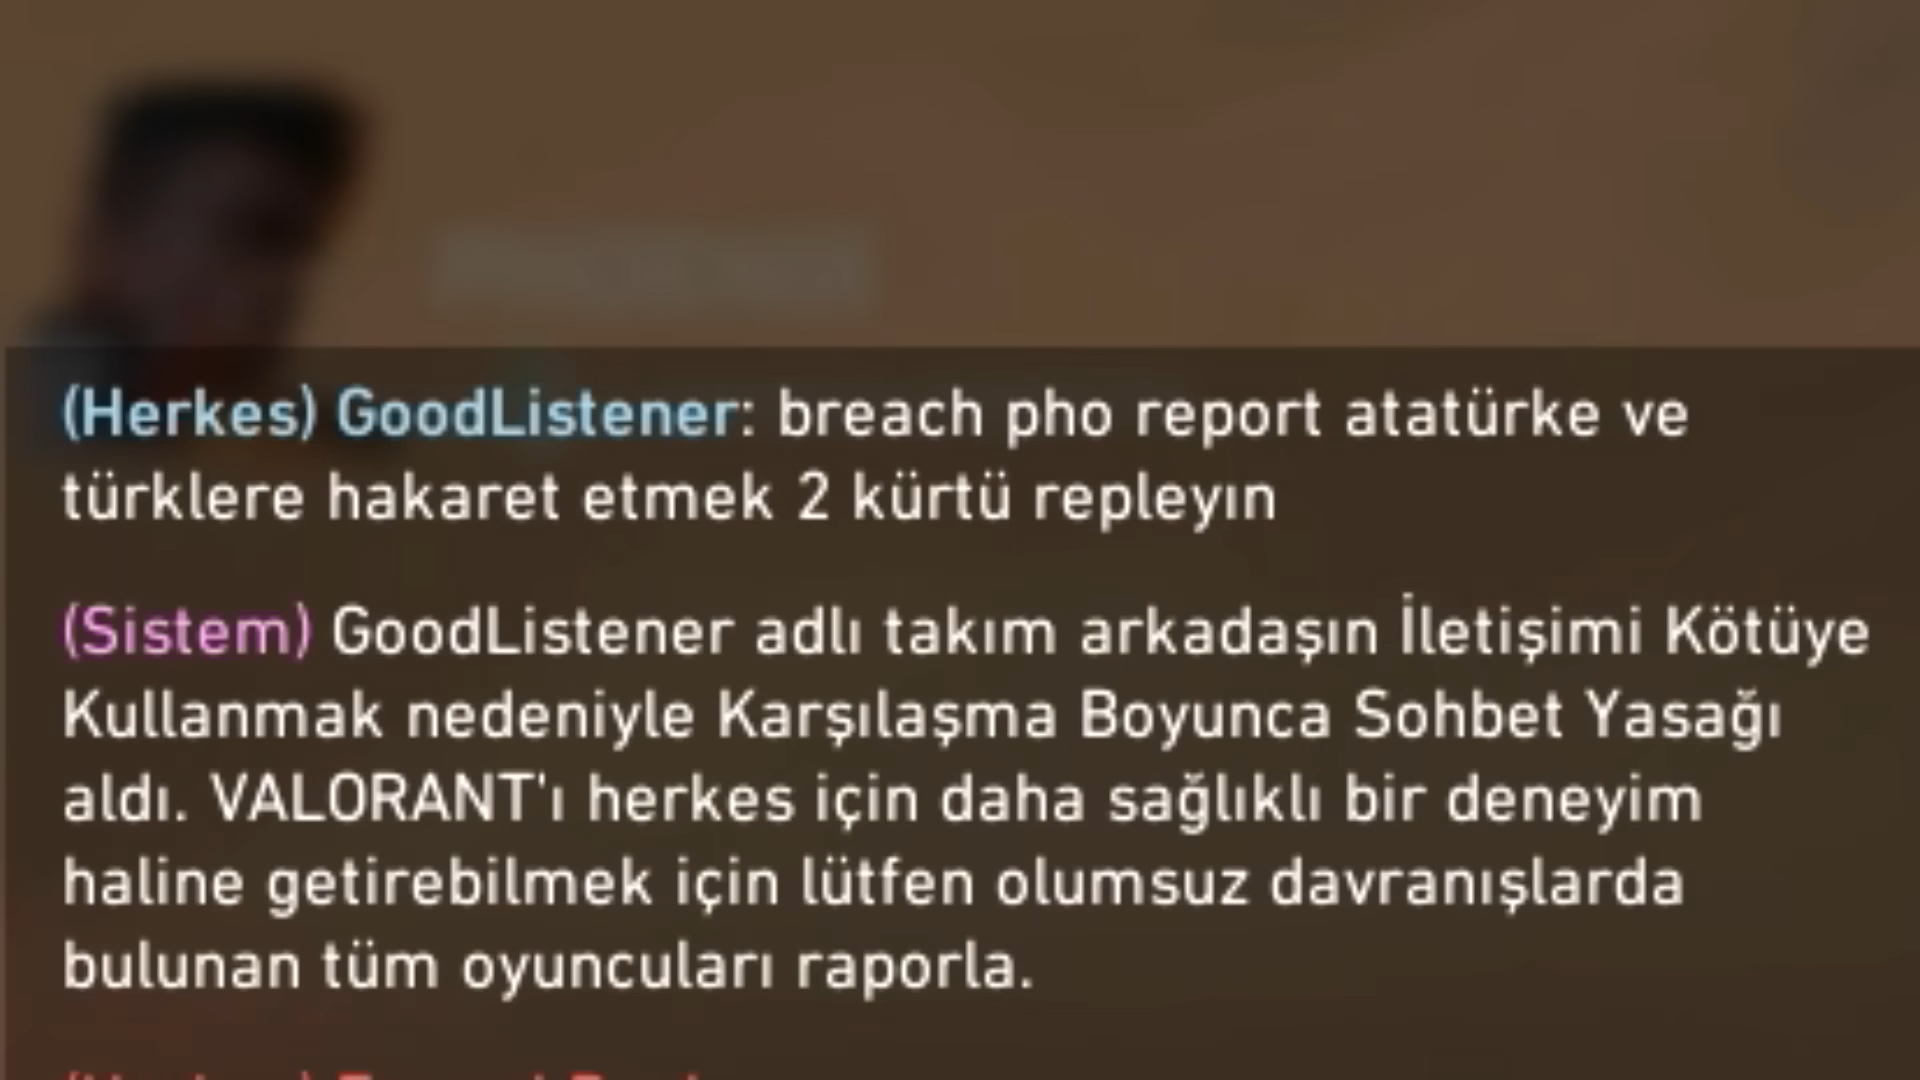 (Herkes) GoodListener: breach pho report atatürke ve
türklere hakaret etmek 2 kürtü repleyın
(Sistem) GoodListener adlı takım arkadaşın İletişimi Kötüye
Kullanmak nedeniyle Karşılaşma Boyunca Sohbet Yasağı
aldı. VALORANT'ı herkes için daha sağlıklı bir deneyim
haline getirebilmek için lütfen olumsuz davranışlarda
bulunan tüm oyuncuları raporla.